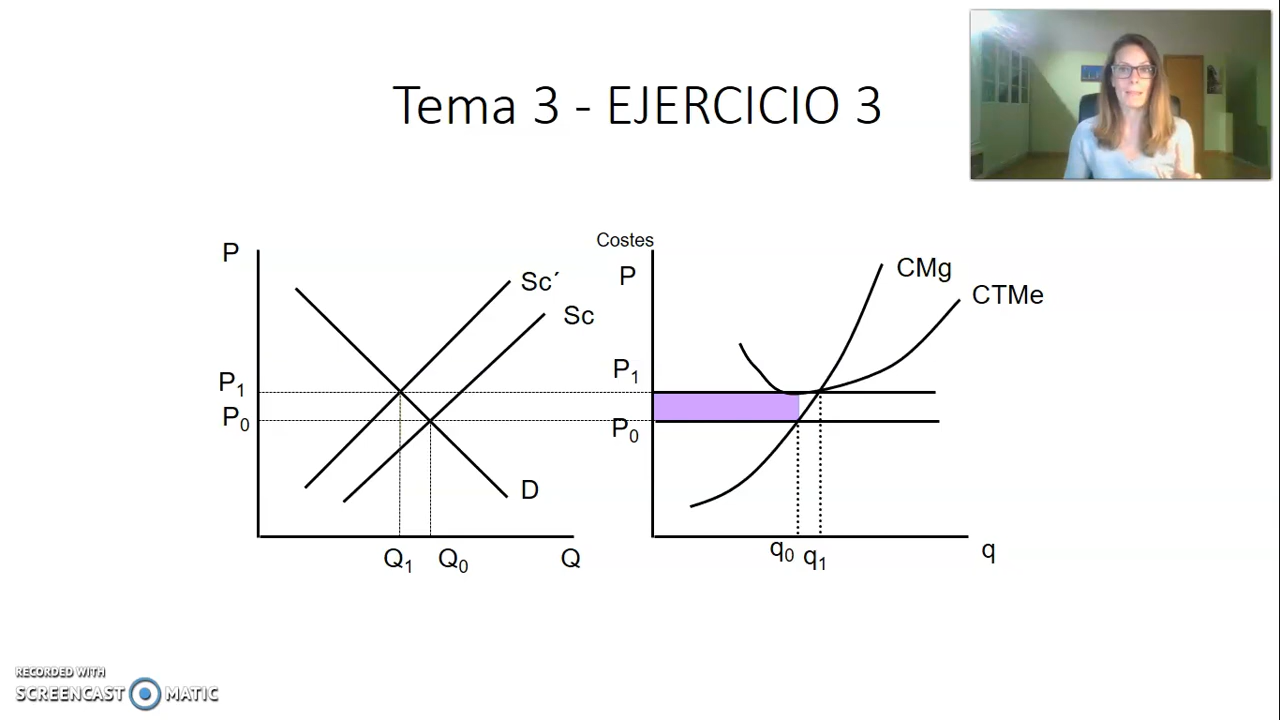 Tema 3 - EJERCICIO 3
P
Sc´
Sc
P1
P0
D
Q1
Q0
Q
Costes
P
CMg
CTMe
P1
P0
q0
q1
q
RECORDED WITH
SCREENCAST MATIC